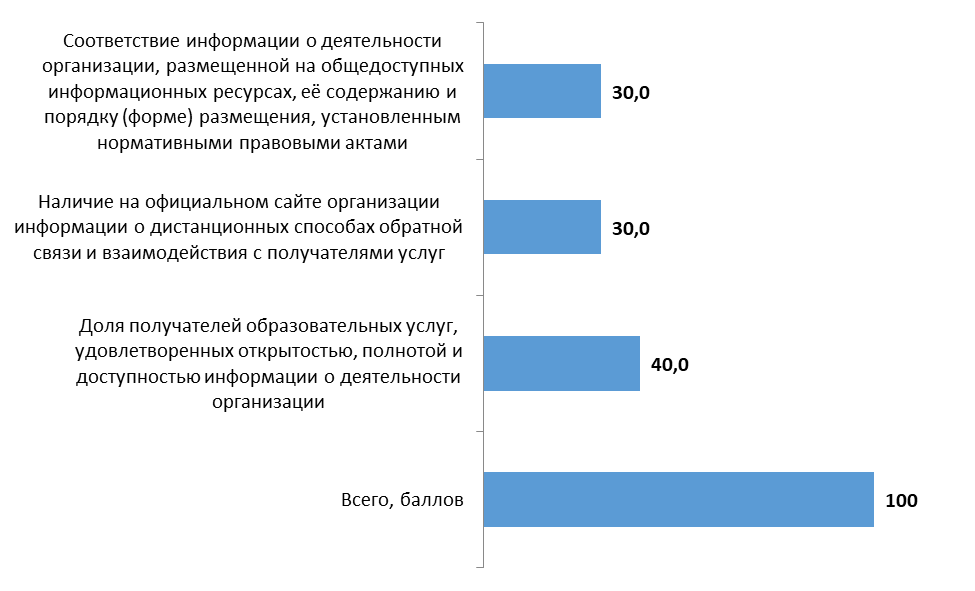 Соответствие информации о деятельности
организации, размещенной на общедоступных
информационных ресурсах, её содержанию и
порядку (форме) размещения, установленным
нормативными правовыми актами
30,0
Наличие на официальном сайте организации
информации о дистанционных способах обратной
связи и взаимодействия с получателями услуг
30,0
Доля получателей образовательных услуг,
удовлетворенных открытостью, полнотой и
доступностью информации о деятельности
организации
40,0
Всего, баллов
100